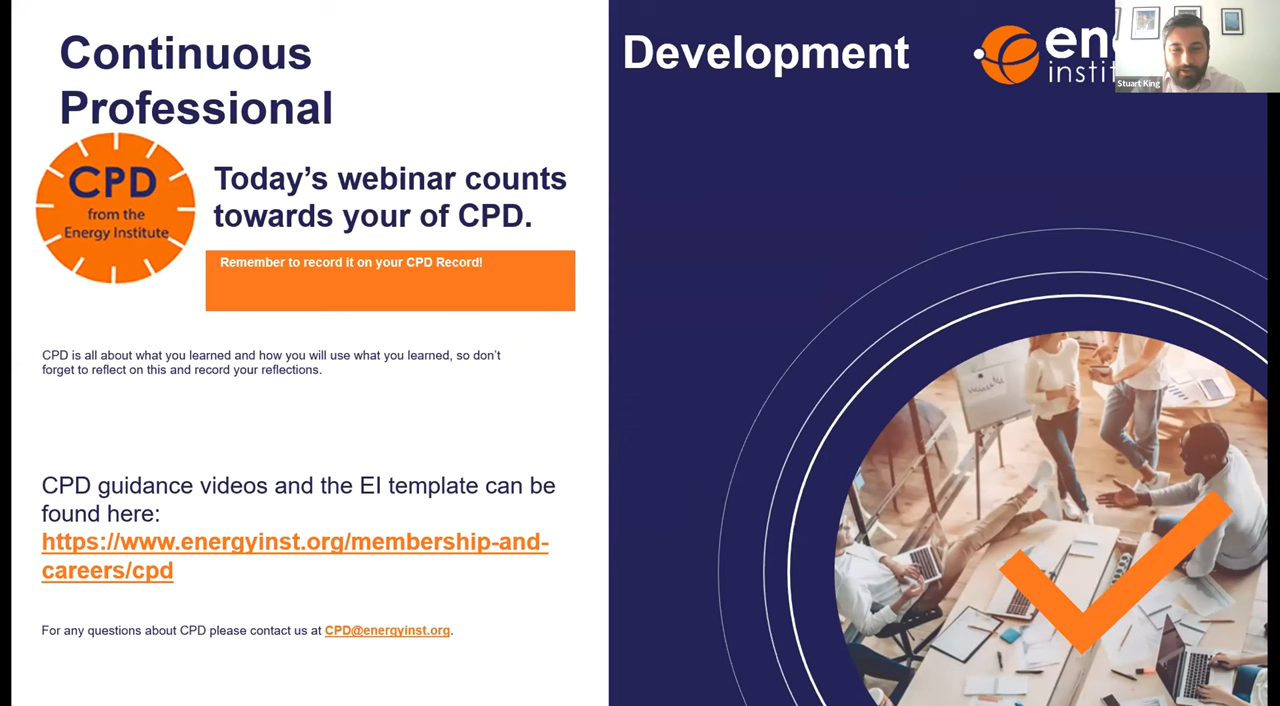 Continuous
Professional
Development
CPD
from the
Energy Institute
Today's webinar counts
towards your of CPD.
Remember to record it on your CPD Record!
CPD is all about what you learned and how you will use what you learned, so don't
forget to reflect on this and record your reflections.
CPD guidance videos and the EI template can be
found here:
https://www.energyinst.org/membership-and-
careers/cpd
For any questions about CPD please contact us at CPD@energyinst.org.
Stuart King